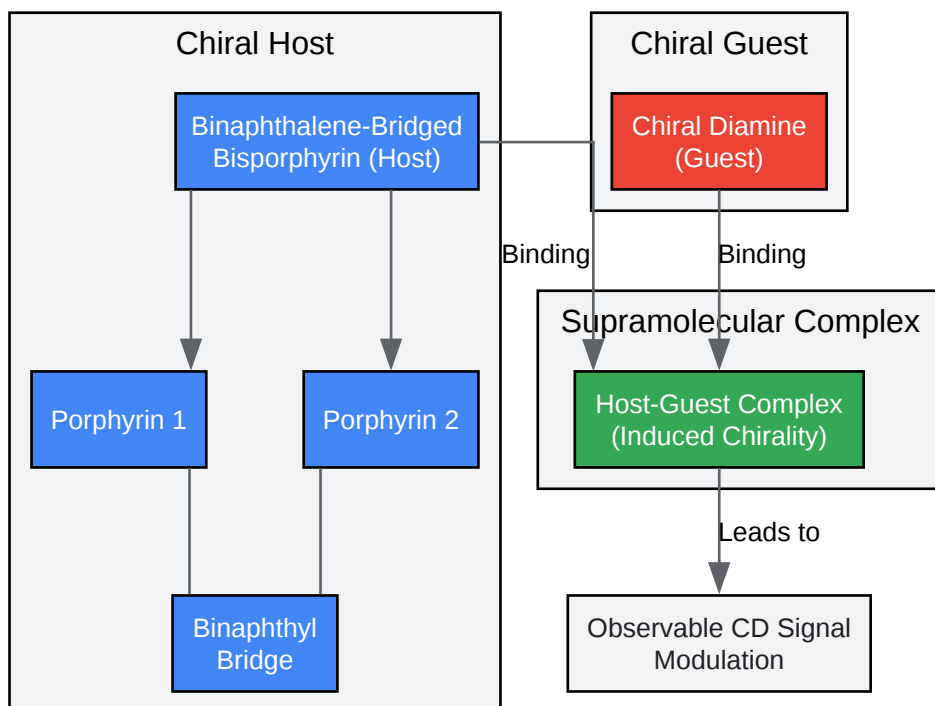 Chiral Host
Chiral Guest
Binaphthalene-Bridged
Bisporphyrin (Host)
Chiral Diamine
(Guest)
Binding
Binding
Supramolecular Complex
Porphyrin 1
Porphyrin 2
Host-Guest Complex
(Induced Chirality)
Leads to
Binaphthyl
Bridge
Observable CD Signal
Modulation